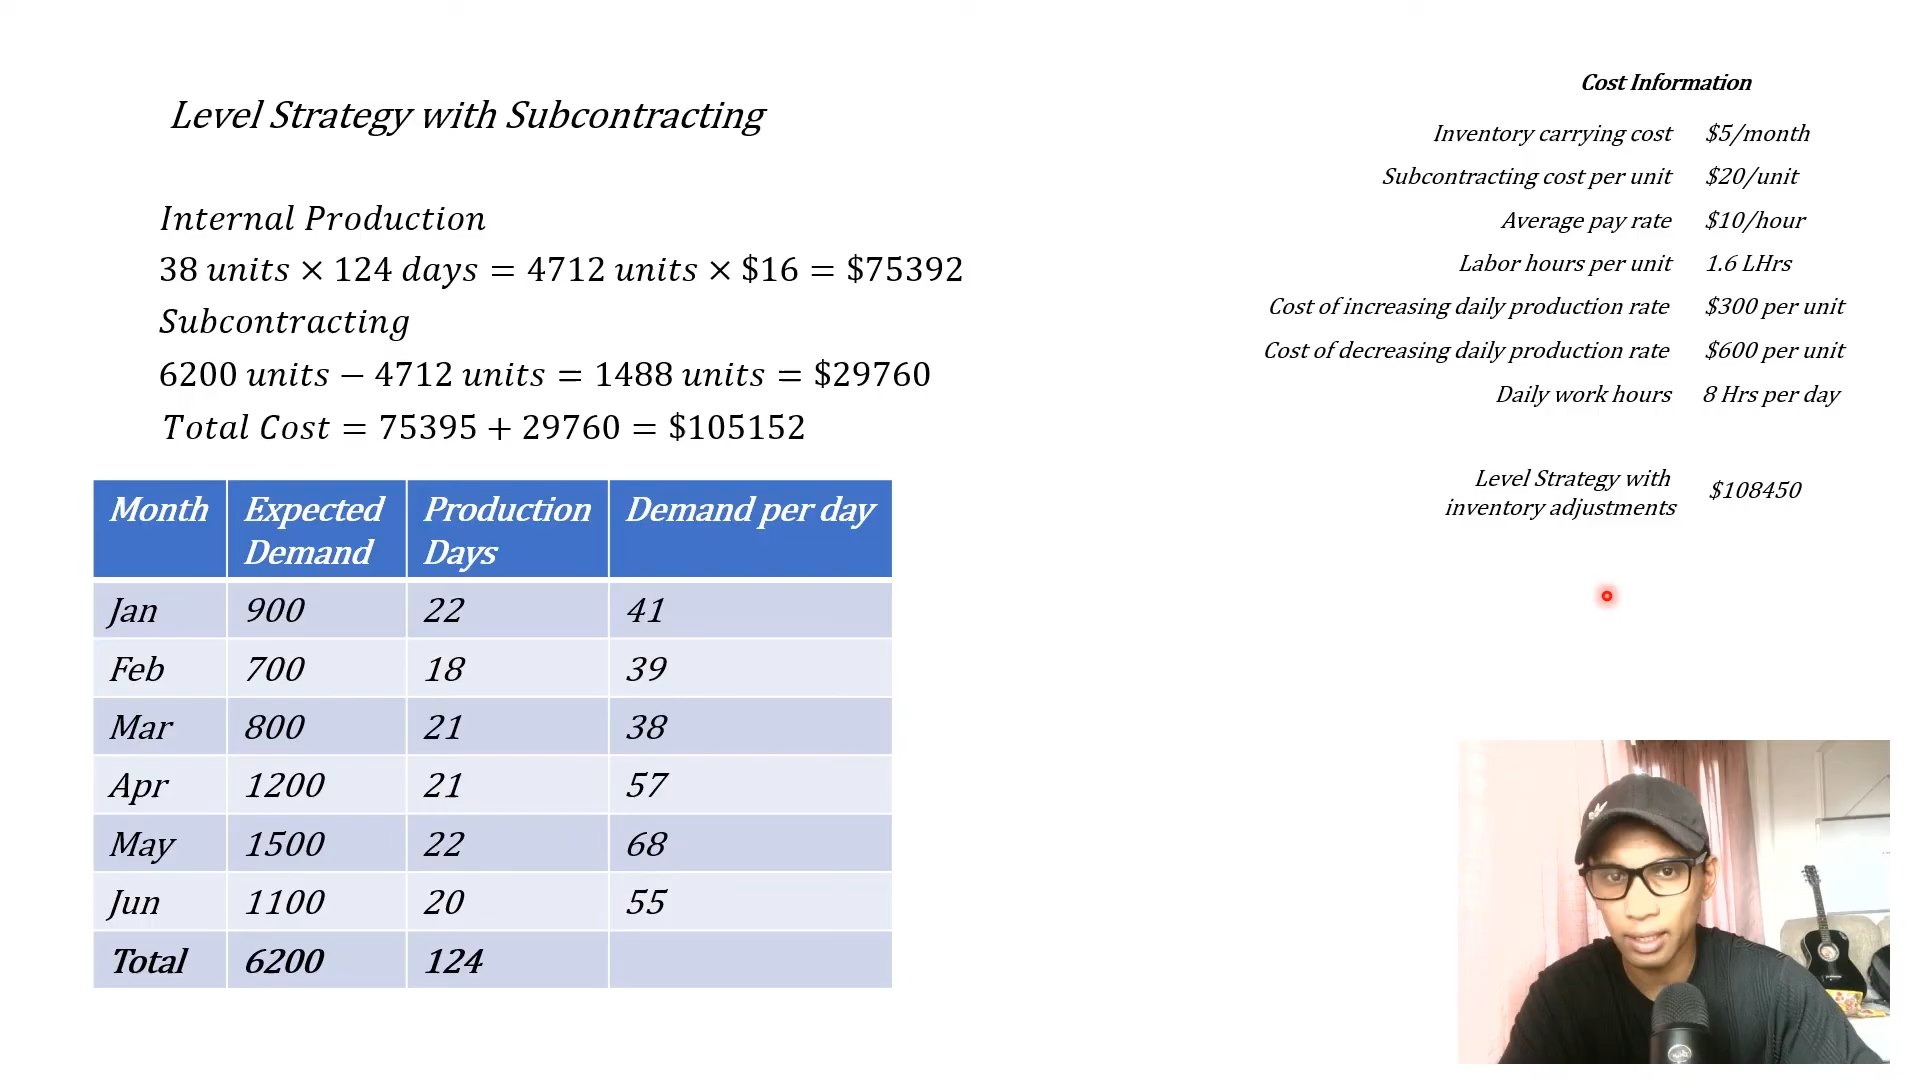 Level Strategy with Subcontracting
Internal Production
38 units × 124 days = 4712 units × $16 = $75392
Subcontracting
6200 units − 4712 units = 1488 units = $29760
Total Cost = 75395 + 29760 = $105152
Month Expected Demand Production Days Demand per day
Jan 900 22 41
Feb 700 18 39
Mar 800 21 38
Apr 1200 21 57
May 1500 22 68
Jun 1100 20 55
Total 6200 124
Cost Information
Inventory carrying cost $5/month
Subcontracting cost per unit $20/unit
Average pay rate $10/hour
Labor hours per unit 1.6 LHrs
Cost of increasing daily production rate $300 per unit
Cost of decreasing daily production rate $600 per unit
Daily work hours 8 Hrs per day
Level Strategy with
inventory adjustments $108450